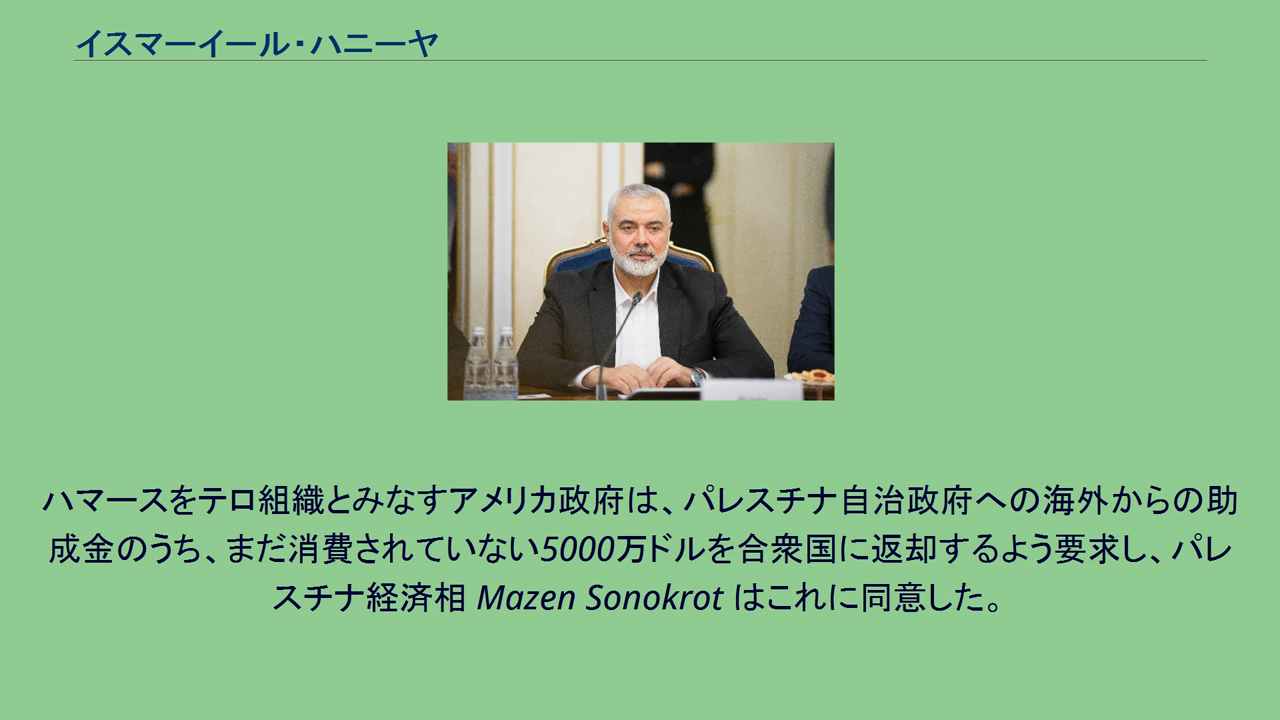 イスマーイール・ハニーヤ
ハマースをテロ組織とみなすアメリカ政府は、パレスチナ自治政府への海外からの助
成金のうち、まだ消費されていない5000万ドルを合衆国に返却するよう要求し、パレ
スチナ経済相 Mazen Sonokrot はこれに同意した。